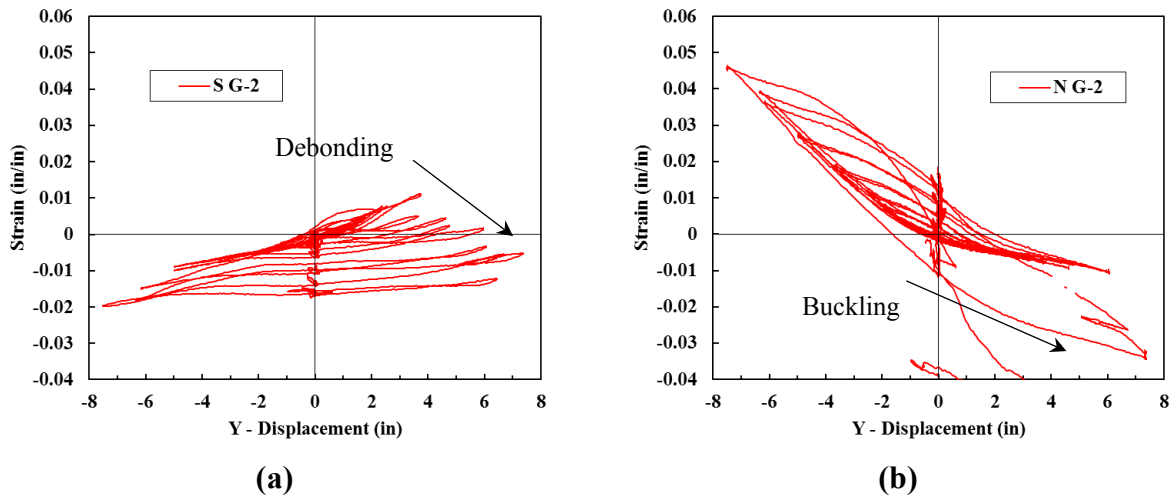 0.06
0.05
0.04
0.03
0.02
0.01
0
-0.01
-0.02
-0.03
-0.04
Strain (in/in)
S G-2
Debonding
-8 -6 -4 -2 0 2 4 6 8
Y - Displacement (in)
(a)
0.06
0.05
0.04
0.03
0.02
0.01
0
-0.01
-0.02
-0.03
-0.04
Strain (in/in)
N G-2
Buckling
-8 -6 -4 -2 0 2 4 6 8
Y - Displacement (in)
(b)